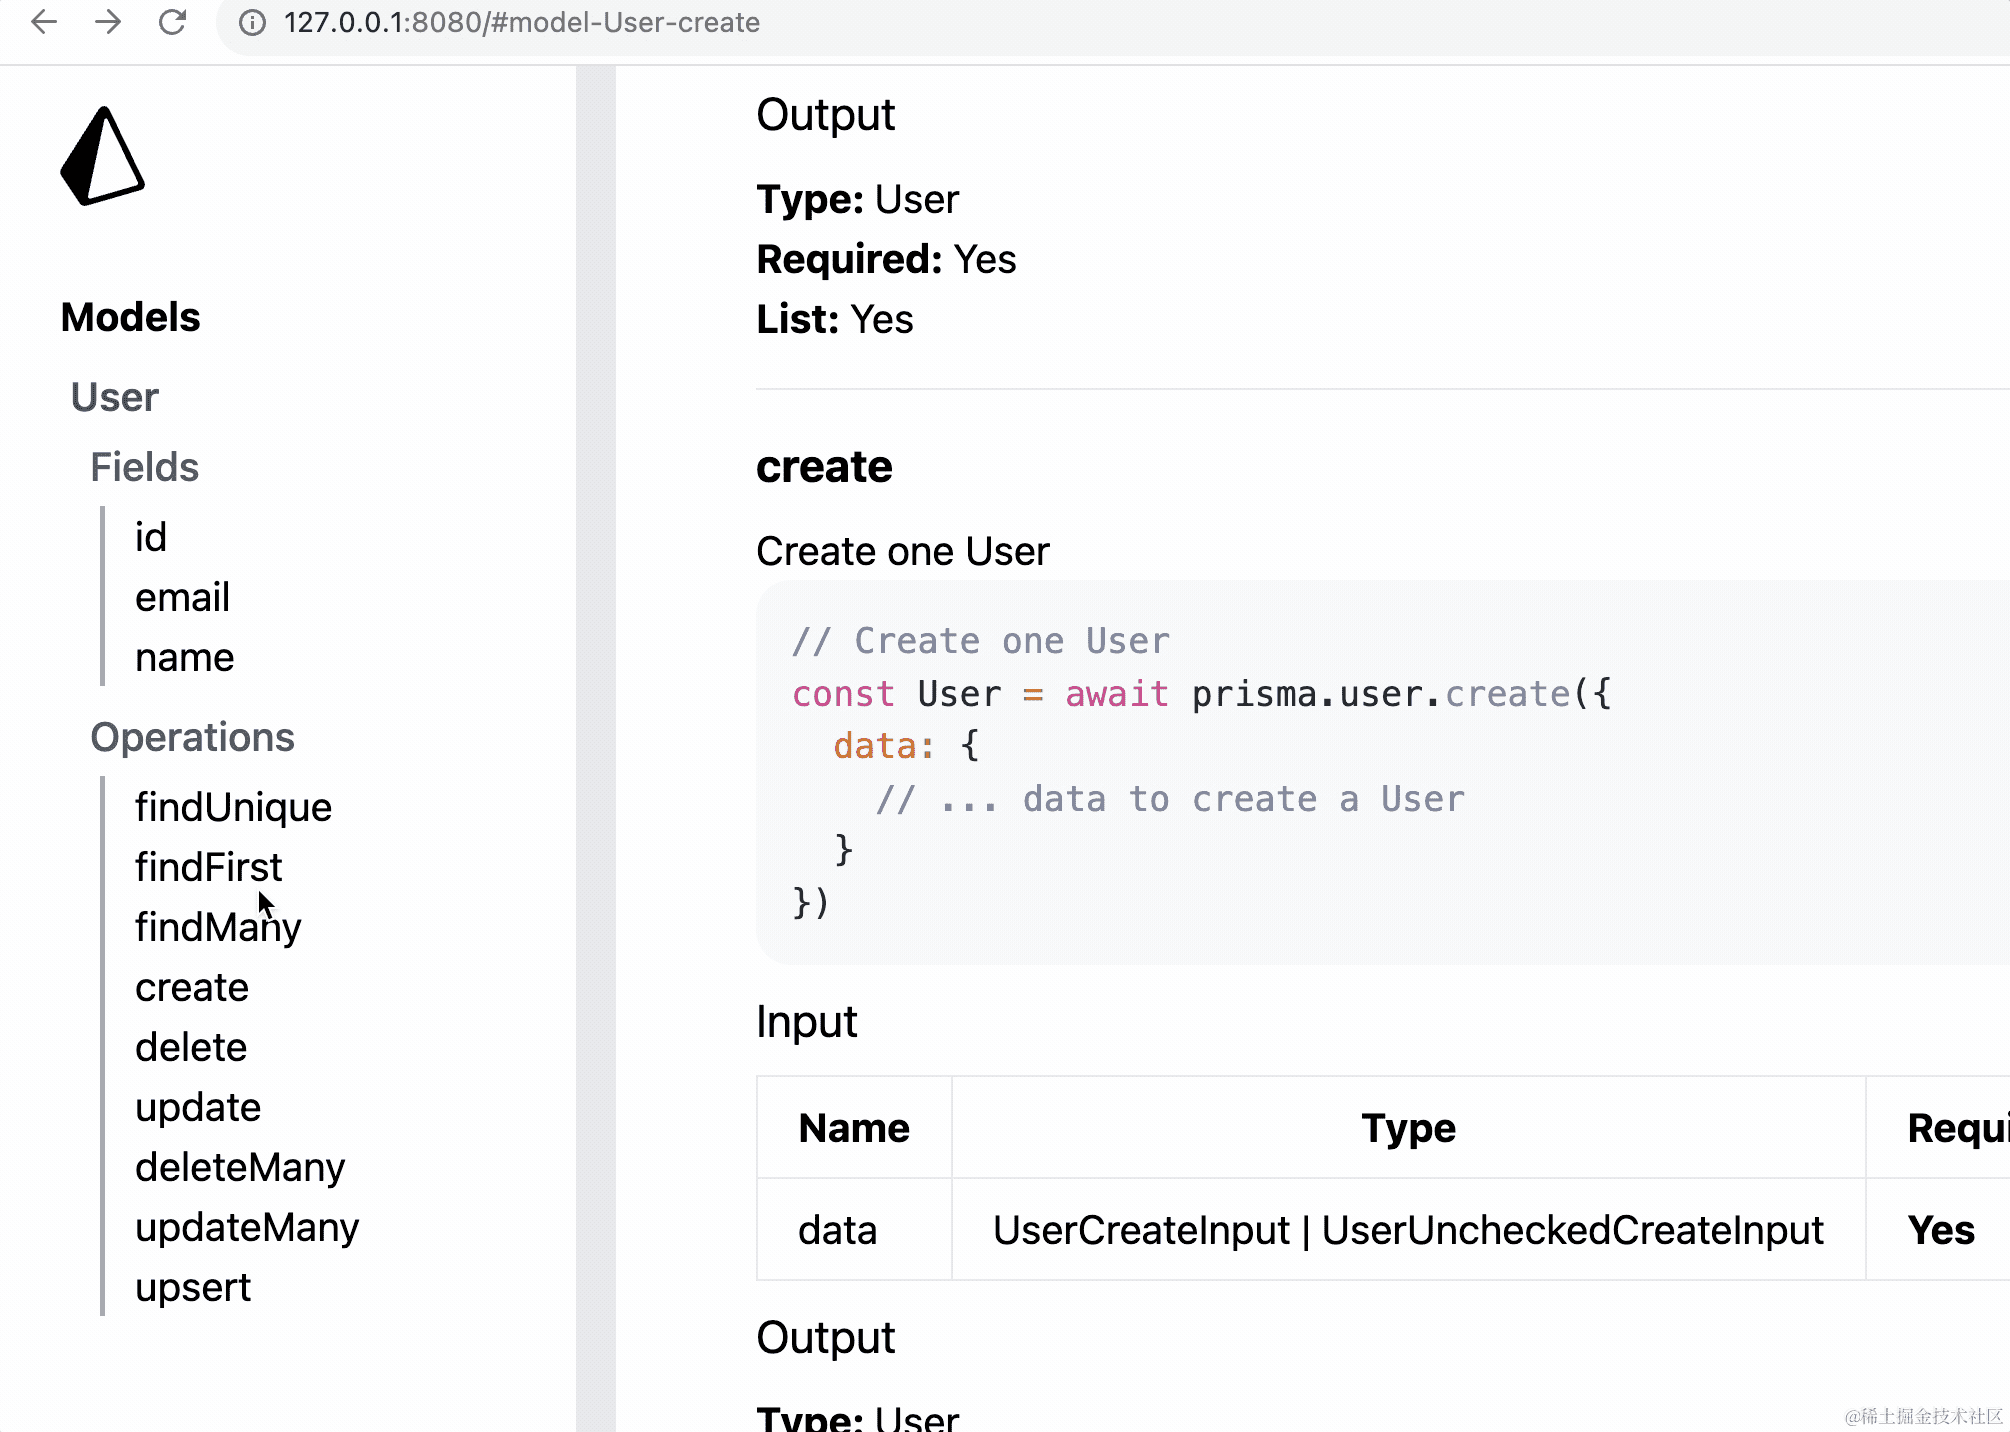 127.0.0.1:8080/#model-User-create
Models
User
Fields
id
email
name
Operations
findUnique
findFirst
findMany
create
delete
update
deleteMany
updateMany
upsert
Output
Type: User
Required: Yes
List: Yes
create
Create one User
// Create one User
const User = await prisma.user.create({
data: {
// ... data to create a User
}
})
Input
Name Type Requi
data UserCreateInput | UserUncheckedCreateInput Yes
Output
Type: User
@稀土掘金技术社区